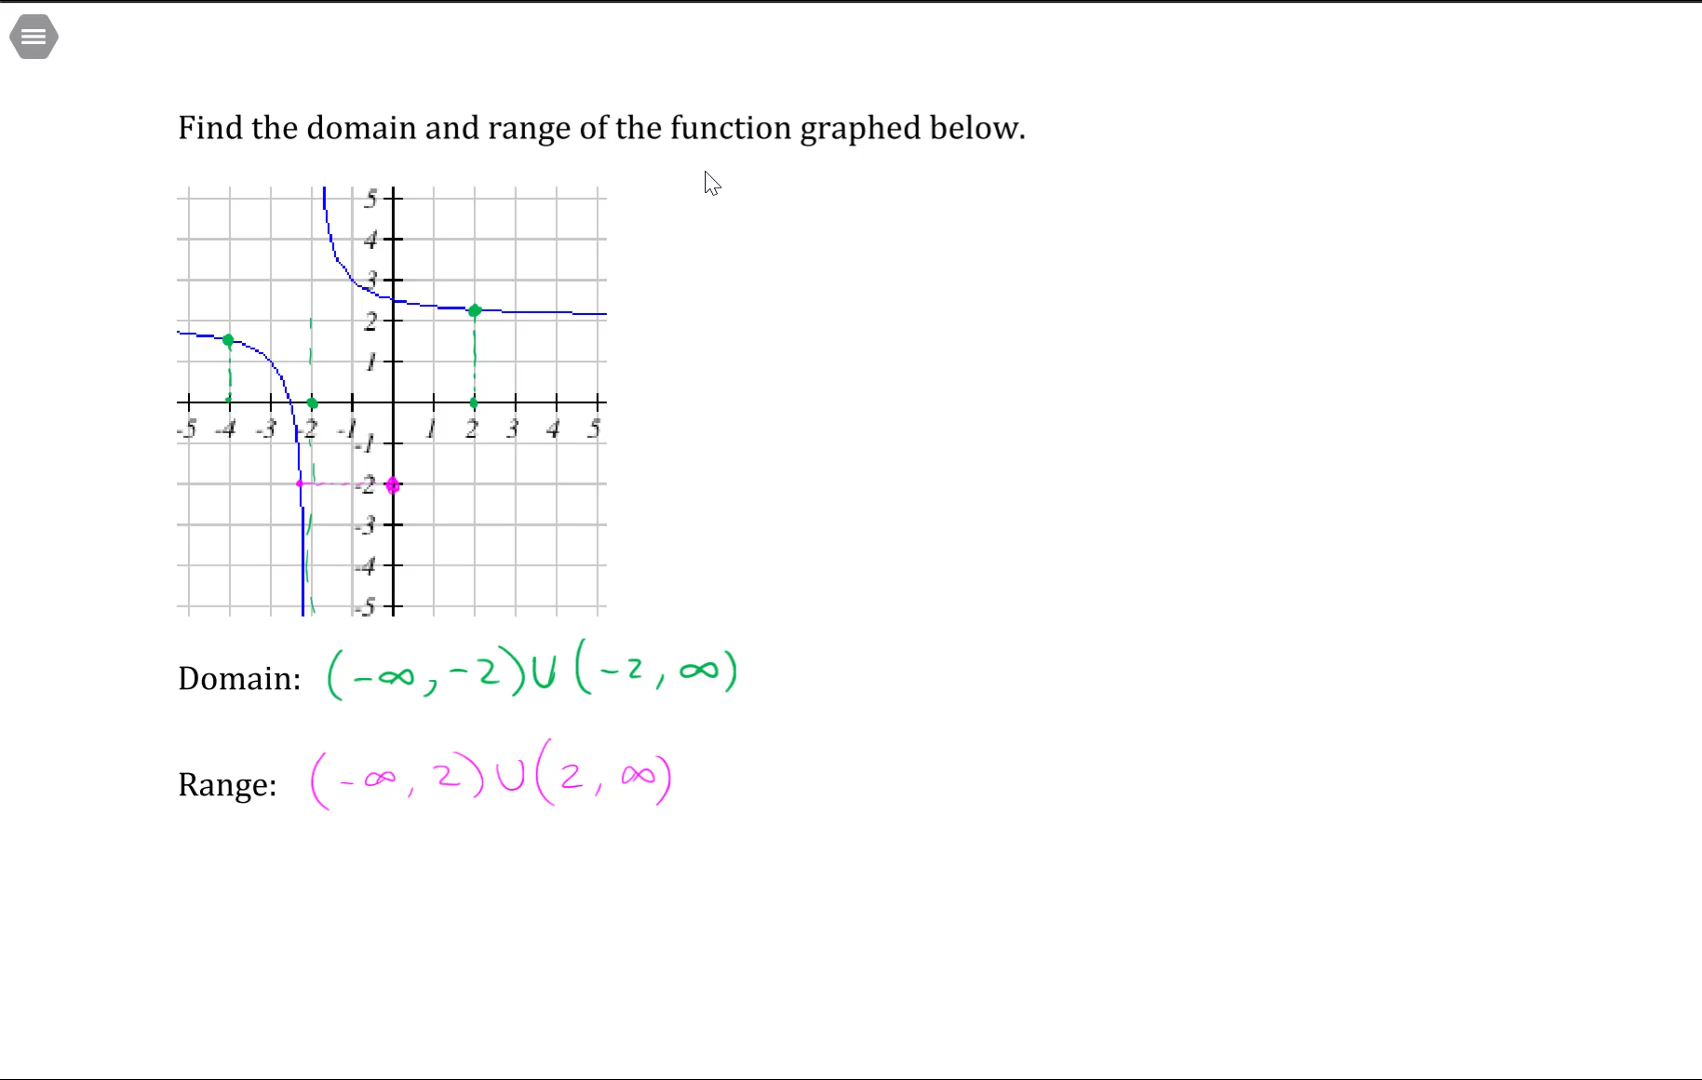 Find the domain and range of the function graphed below.
5
4
3
2
1
-5 -4 -3 -2 -1 1 2 3 4 5
-1
-2
-3
-4
-5
Domain: (-∞, -2) ∪ (-2, ∞)
Range: (-∞, 2) ∪ (2, ∞)